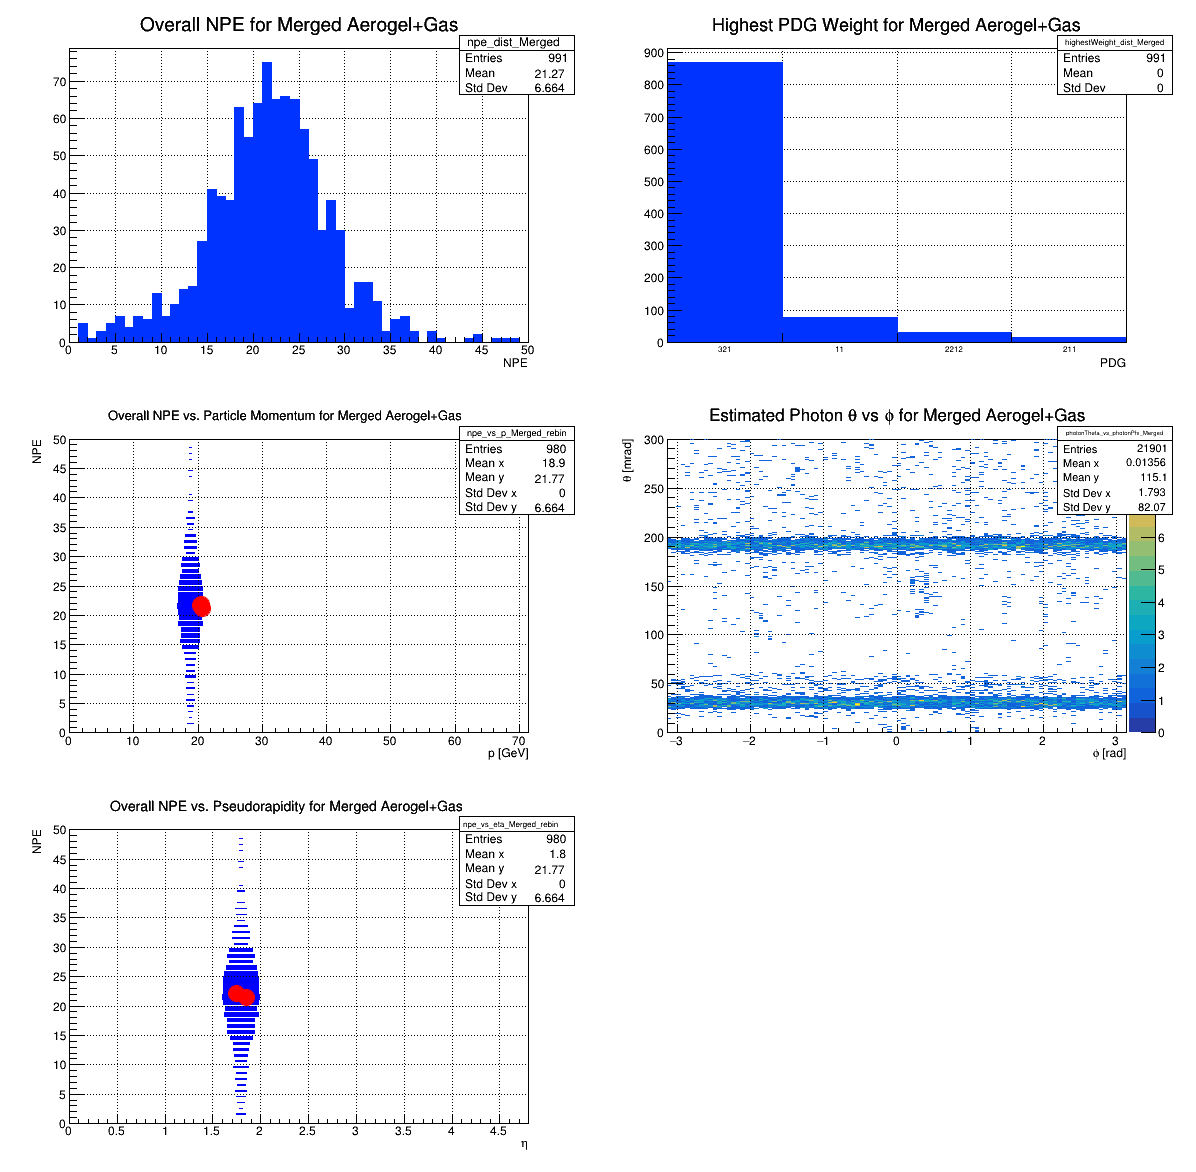 Overall NPE for Merged Aerogel+Gas
npe_dist_Merged
Entries 991
Mean 21.27
Std Dev 6.664
70
60
50
40
30
20
10
0
0 5 10 15 20 25 30 35 40 45 50
NPE
Highest PDG Weight for Merged Aerogel+Gas
highestWeight_dist_Merged
Entries 991
Mean 0
Std Dev 0
900
800
700
600
500
400
300
200
100
0
321 11 2212 211
PDG
Overall NPE vs. Particle Momentum for Merged Aerogel+Gas
npe_vs_p_Merged_rebin
Entries 980
Mean x 18.9
Mean y 21.77
Std Dev x 0
Std Dev y 6.664
NPE
50
45
40
35
30
25
20
15
10
5
0
0 10 20 30 40 50 60 70
p [GeV]
Estimated Photon θ vs ϕ for Merged Aerogel+Gas
photonTheta_vs_photonPhi_Merged
Entries 21901
Mean x 0.01356
Mean y 115.1
Std Dev x 1.793
Std Dev y 82.07
θ [mrad]
300
250
200
150
100
50
0
−3 −2 −1 0 1 2 3
ϕ [rad]
6
5
4
3
2
1
0
Overall NPE vs. Pseudorapidity for Merged Aerogel+Gas
npe_vs_eta_Merged_rebin
Entries 980
Mean x 1.8
Mean y 21.77
Std Dev x 0
Std Dev y 6.664
NPE
50
45
40
35
30
25
20
15
10
5
0
0 0.5 1 1.5 2 2.5 3 3.5 4 4.5
η